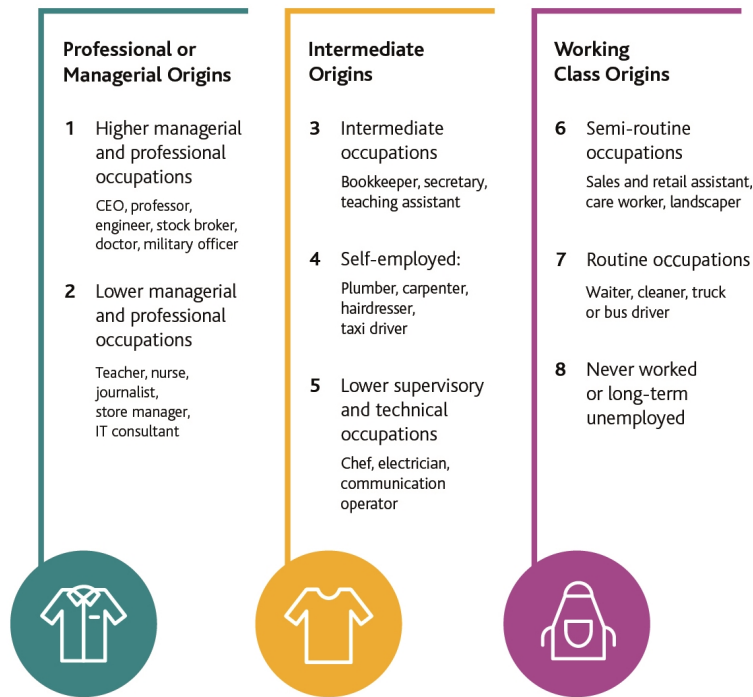 Professional or
Managerial Origins
1 Higher managerial
and professional
occupations
CEO, professor,
engineer, stock broker,
doctor, military officer
2 Lower managerial
and professional
occupations
Teacher, nurse,
journalist,
store manager,
IT consultant
Intermediate
Origins
3 Intermediate
occupations
Bookkeeper, secretary,
teaching assistant
4 Self-employed:
Plumber, carpenter,
hairdresser,
taxi driver
5 Lower supervisory
and technical
occupations
Chef, electrician,
communication
operator
Working
Class Origins
6 Semi-routine
occupations
Sales and retail assistant,
care worker, landscaper
7 Routine occupations
Waiter, cleaner, truck
or bus driver
8 Never worked
or long-term
unemployed